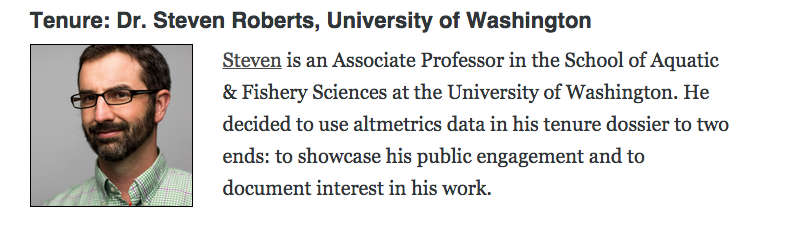 Tenure: Dr. Steven Roberts, University of Washington
Steven is an Associate Professor in the School of Aquatic
& Fishery Sciences at the University of Washington. He
decided to use altmetrics data in his tenure dossier to two
ends: to showcase his public engagement and to
document interest in his work.